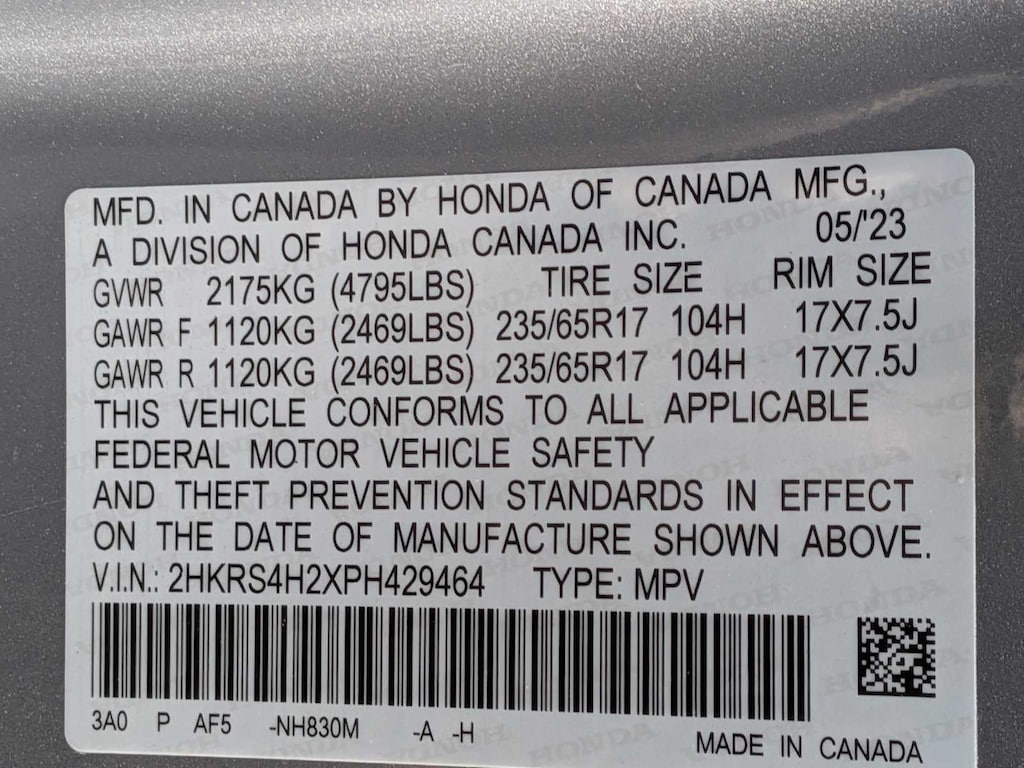 MFD. IN CANADA BY HONDA OF CANADA MFG.,
A DIVISION OF HONDA CANADA INC. 05/'23
GVWR 2175KG (4795LBS) TIRE SIZE RIM SIZE
GAWR F 1120KG (2469LBS) 235/65R17 104H 17X7.5J
GAWR R 1120KG (2469LBS) 235/65R17 104H 17X7.5J
THIS VEHICLE CONFORMS TO ALL APPLICABLE
FEDERAL MOTOR VEHICLE SAFETY
AND THEFT PREVENTION STANDARDS IN EFFECT
ON THE DATE OF MANUFACTURE SHOWN ABOVE.
V.I.N.: 2HKRS4H2XPH429464 TYPE: MPV
3A0 P AF5 -NH830M -A -H
MADE IN CANADA